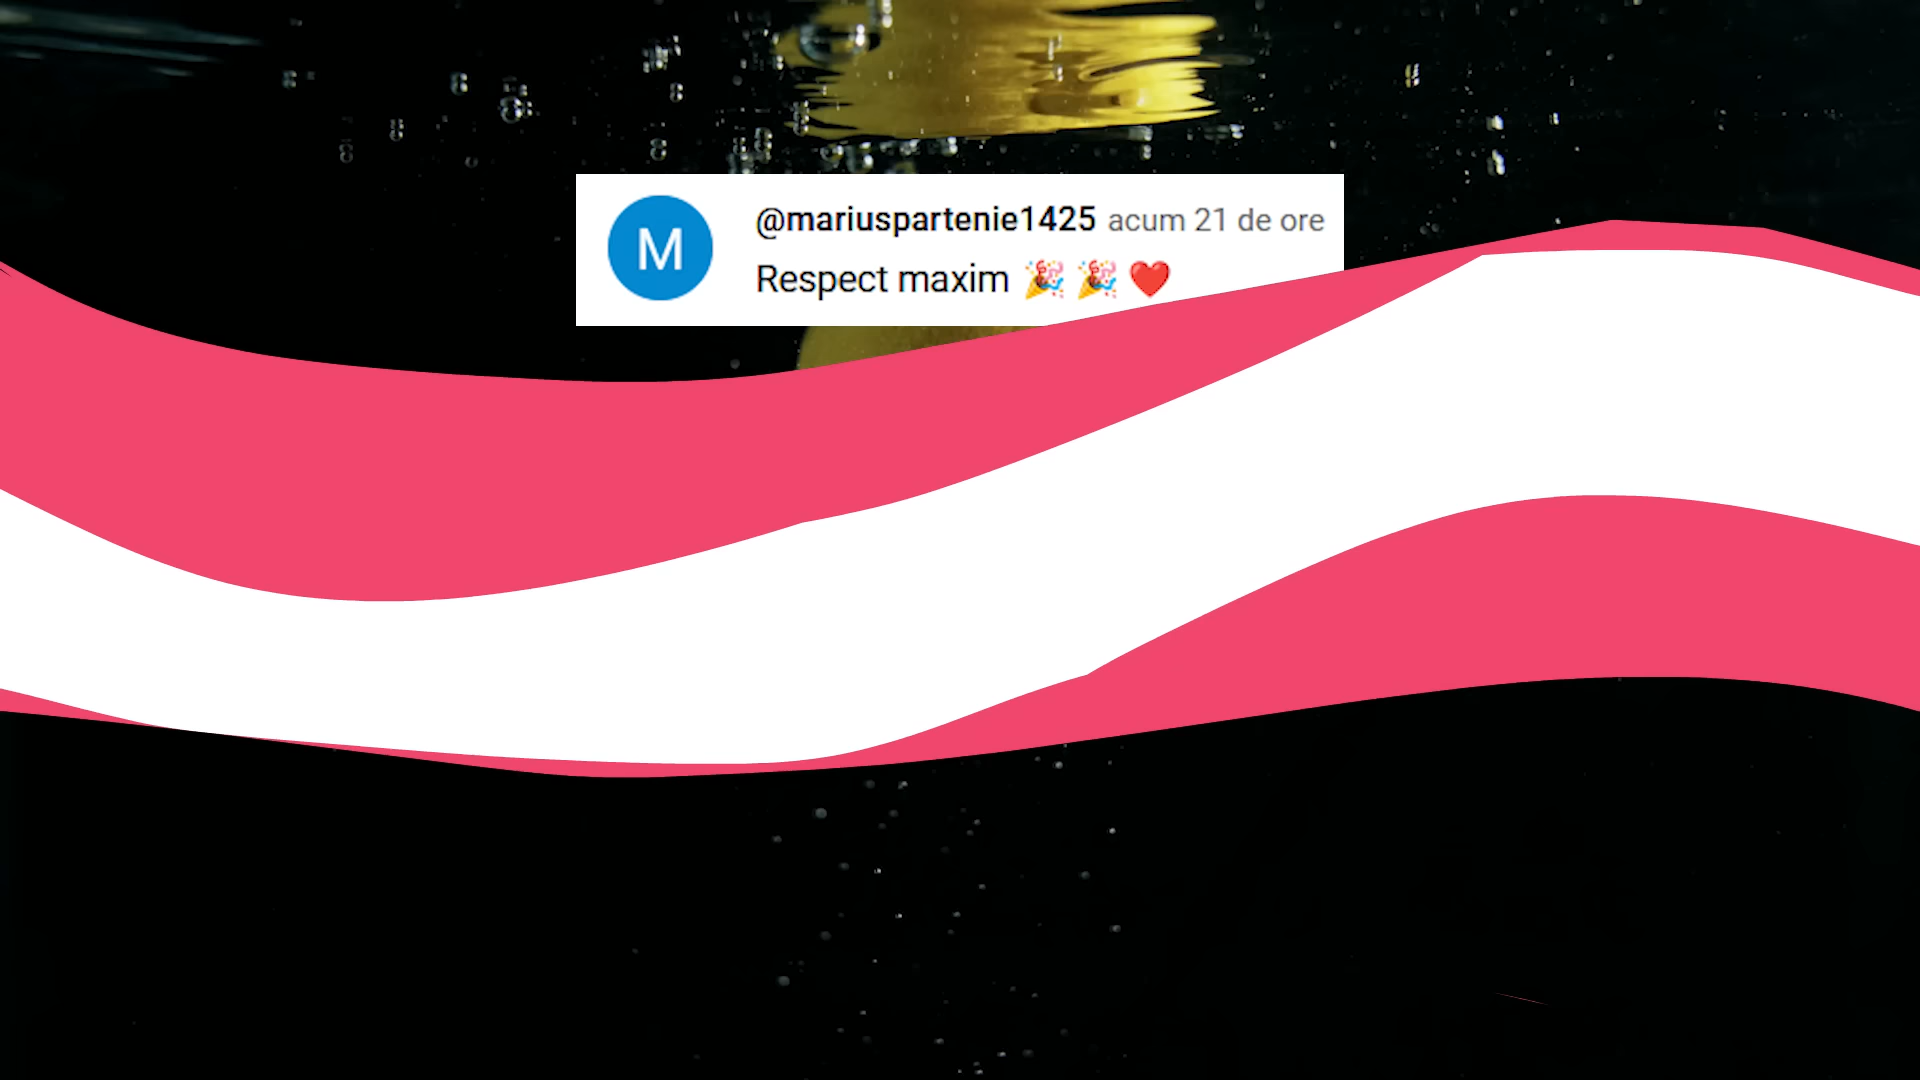 M
@mariuspartenie1425 acum 21 de ore
Respect maxim 🎉 🎉 ❤️